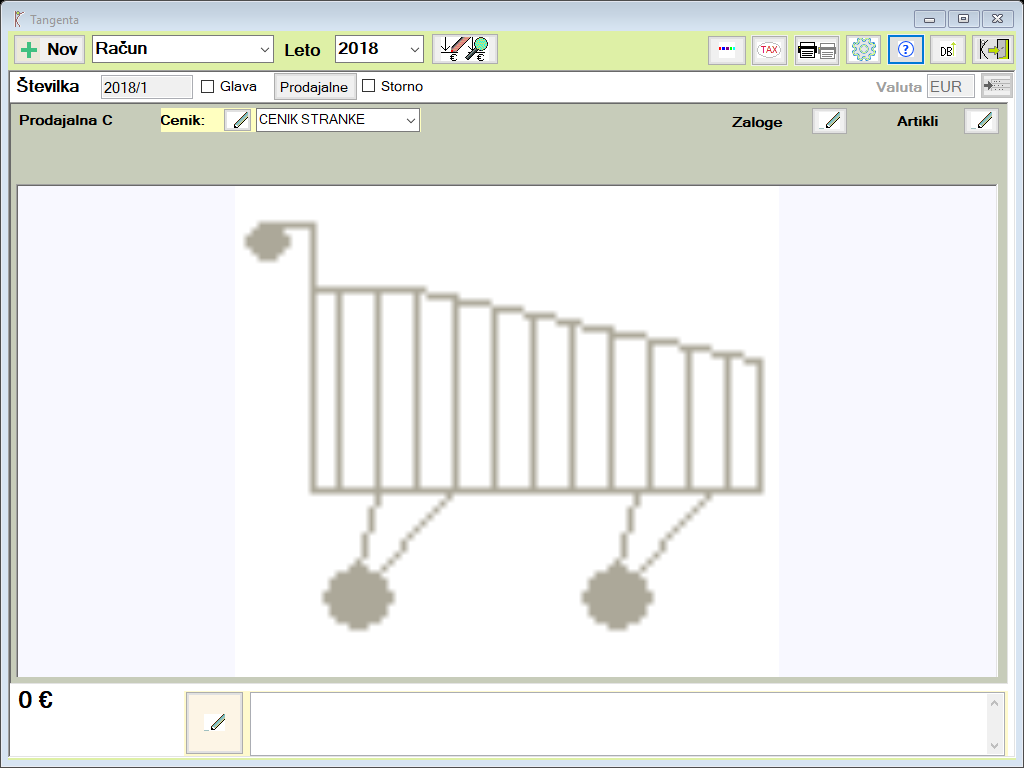 Tangenta
Nov Račun Leto 2018 € € TAX DB
Številka 2018/1 Glava Prodajalne Storno Valuta EUR
Prodajalna C Cenik: CENIK STRANKE Zaloge Artikli
0 €